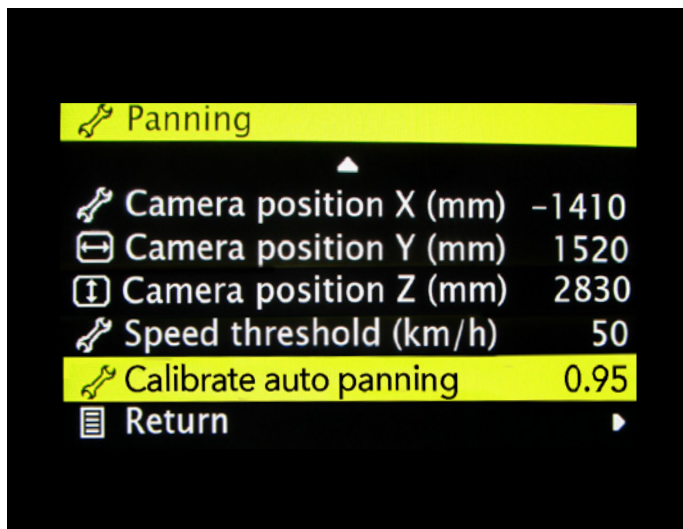 Panning
Camera position X (mm) -1410
Camera position Y (mm) 1520
Camera position Z (mm) 2830
Speed threshold (km/h) 50
Calibrate auto panning 0.95
Return